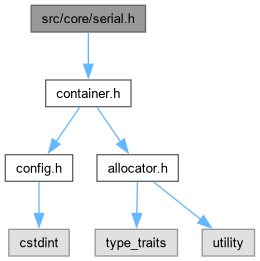 src/core/serial.h
container.h
config.h
allocator.h
cstdint
type_traits
utility